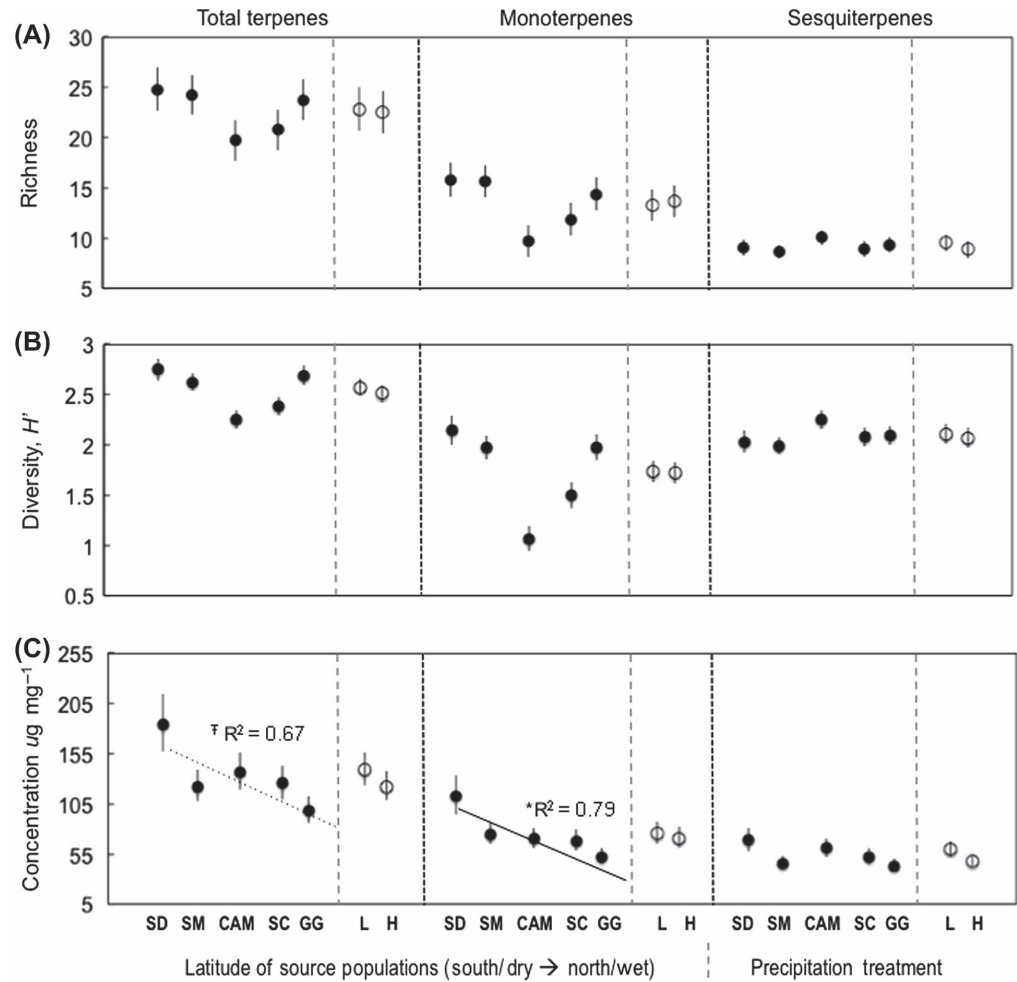 Total terpenes Monoterpenes Sesquiterpenes
(A)
30
25
20
15
10
5
Richness
(B)
3
2.5
2
1.5
1
0.5
Diversity, H'
(C)
255
205
155
105
55
5
Concentration ug mg⁻¹
Ŧ R² = 0.67
*R² = 0.79
SD SM CAM SC GG L H SD SM CAM SC GG L H SD SM CAM SC GG L H
Latitude of source populations (south/dry → north/wet) Precipitation treatment